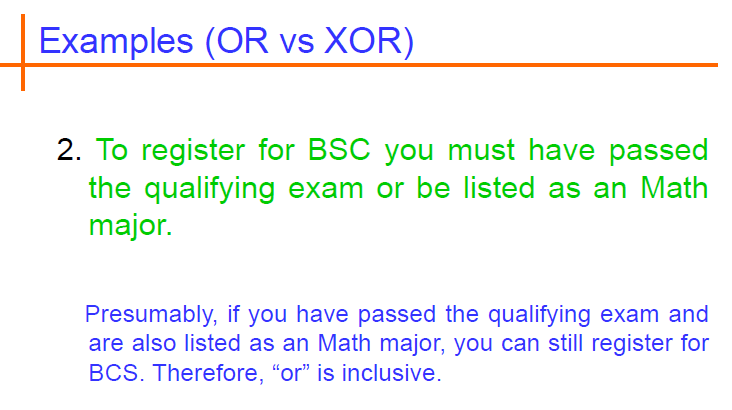 Examples (OR vs XOR)
2. To register for BSC you must have passed
the qualifying exam or be listed as an Math
major.
Presumably, if you have passed the qualifying exam and
are also listed as an Math major, you can still register for
BCS. Therefore, “or” is inclusive.